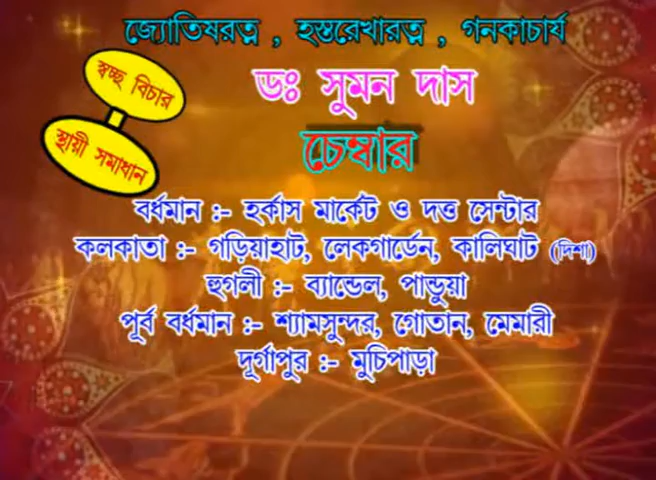 জ্যোতিষরত্ন , হস্তরেখারত্ন , গনকাচার্য
স্বচ্ছ বিচার
ডঃ সুমন দাস
স্থায়ী সমাধান
চেম্বার
বর্ধমান :- হর্কাস মার্কেট ও দত্ত সেন্টার
কলকাতা :- গড়িয়াহাট, লেকগার্ডেন, কালিঘাট (দিশা)
হুগলী :- ব্যান্ডেল, পান্ডুয়া
পূর্ব বর্ধমান :- শ্যামসুন্দর, গোতান, মেমারী
দূর্গাপুর :- মুচিপাড়া